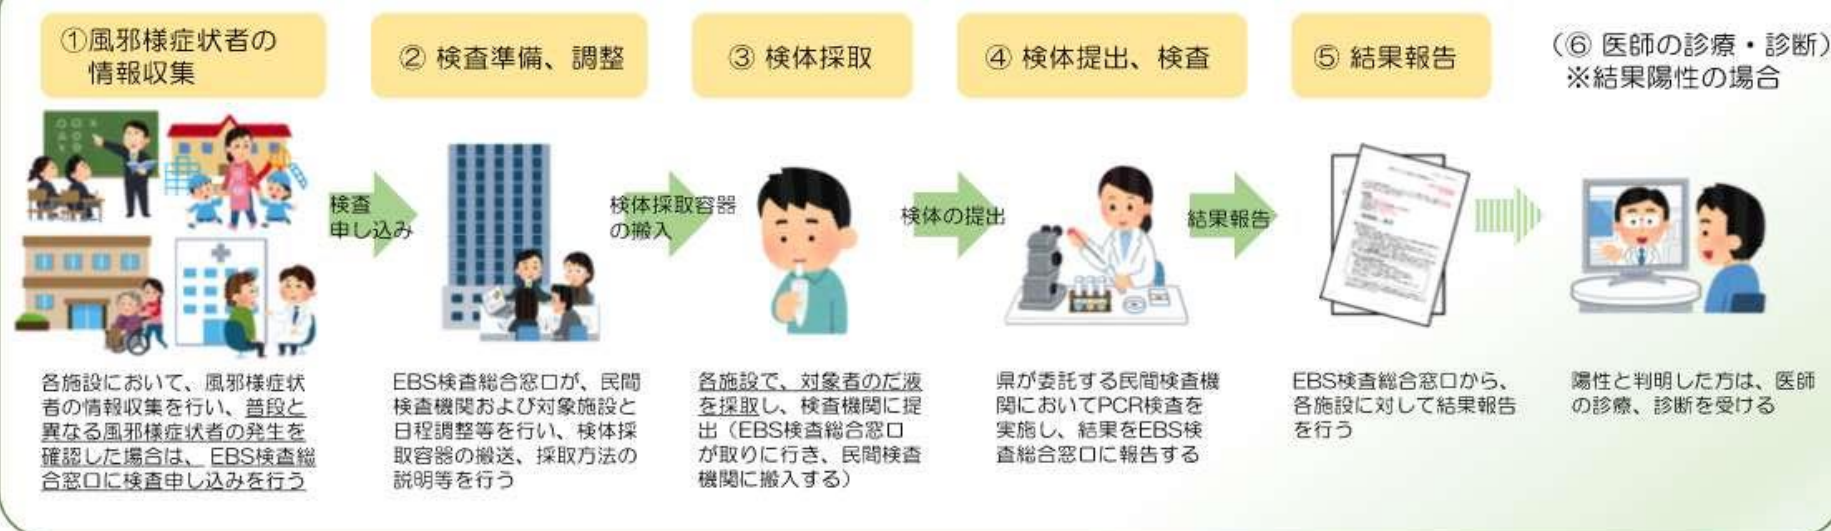 ①風邪様症状者の
情報収集
② 検査準備、調整
③ 検体採取
④ 検体提出、検査
⑤ 結果報告
（⑥ 医師の診療・診断）
※結果陽性の場合
検査
申し込み
検体採取容器
の搬入
検体の提出
結果報告
各施設において、風邪様症状
者の情報収集を行い、普段と
異なる風邪様症状者の発生を
確認した場合は、EBS検査総
合窓口に検査申し込みを行う
EBS検査総合窓口が、民間
検査機関および対象施設と
日程調整等を行い、検体採
取容器の搬送、採取方法の
説明等を行う
各施設で、対象者のだ液
を採取し、検査機関に提
出（EBS検査総合窓口
が取りに行き、民間検査
機関に搬入する）
県が委託する民間検査機
関においてPCR検査を
実施し、結果をEBS検
査総合窓口に報告する
EBS検査総合窓口から、
各施設に対して結果報告
を行う
陽性と判明した方は、医師
の診療、診断を受ける